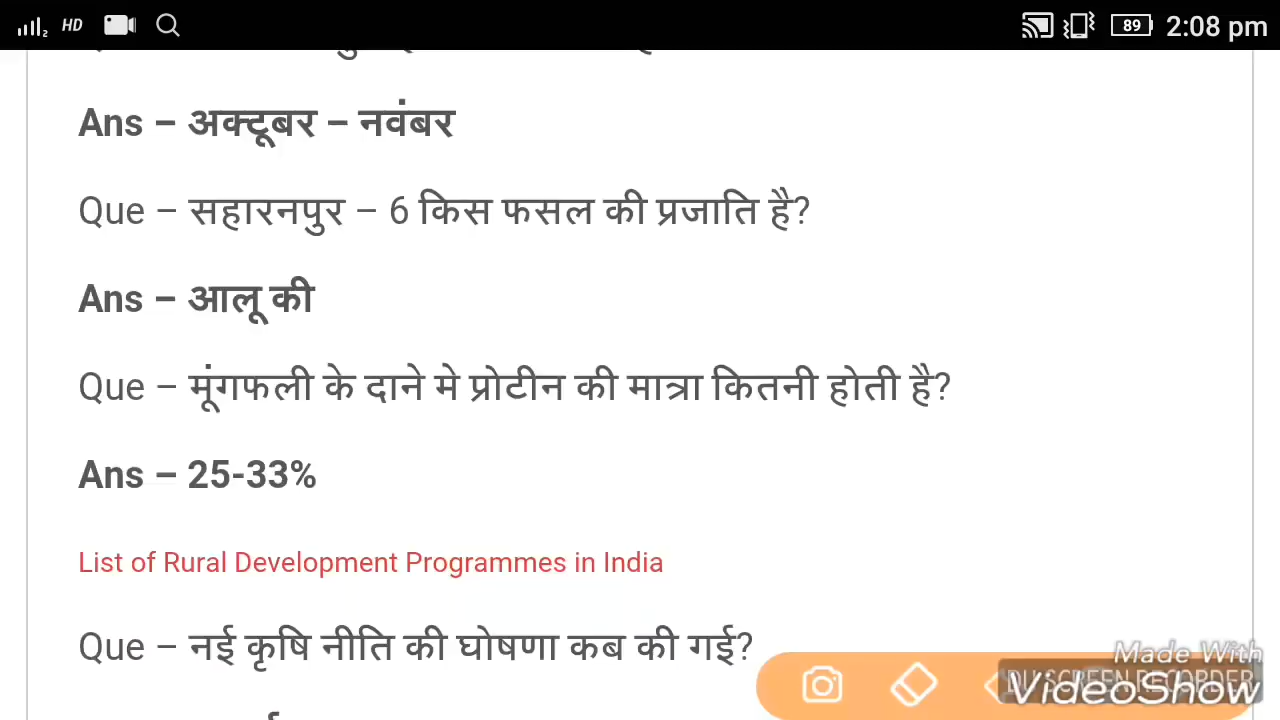 HD
89 2:08 pm
Ans – अक्टूबर – नवंबर
Que – सहारनपुर – 6 किस फसल की प्रजाति है?
Ans – आलू की
Que – मूंगफली के दाने मे प्रोटीन की मात्रा कितनी होती है?
Ans – 25-33%
List of Rural Development Programmes in India
Que – नई कृषि नीति की घोषणा कब की गई?
Made With
SCREEN RECORDER
VideoShow